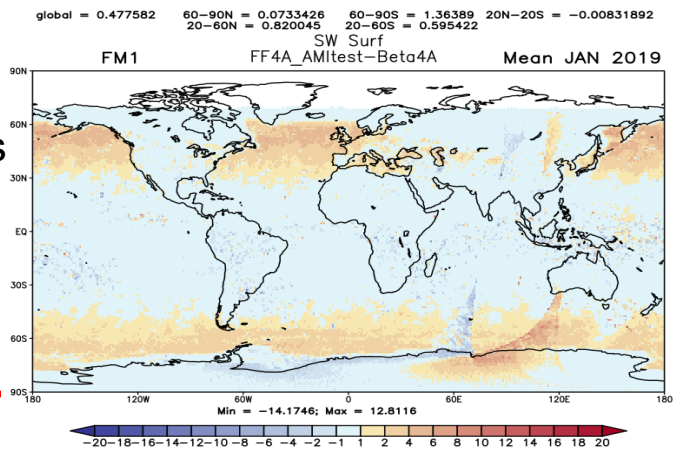 global = 0.477582 60-90N = 0.0733426 60-90S = 1.36389 20N-20S = -0.00831892
20-60N = 0.820045 20-60S = 0.595422
SW Surf
FM1 FF4A_AMItest-Beta4A Mean JAN 2019
90N
60N
s
30N
EQ
30S
60S
90S
180 120W 60W 0 60E 120E 180
Min = -14.1746; Max = 12.8116
-20 -18 -16 -14 -12 -10 -8 -6 -4 -2 -1 1 2 4 6 8 10 12 14 16 18 20